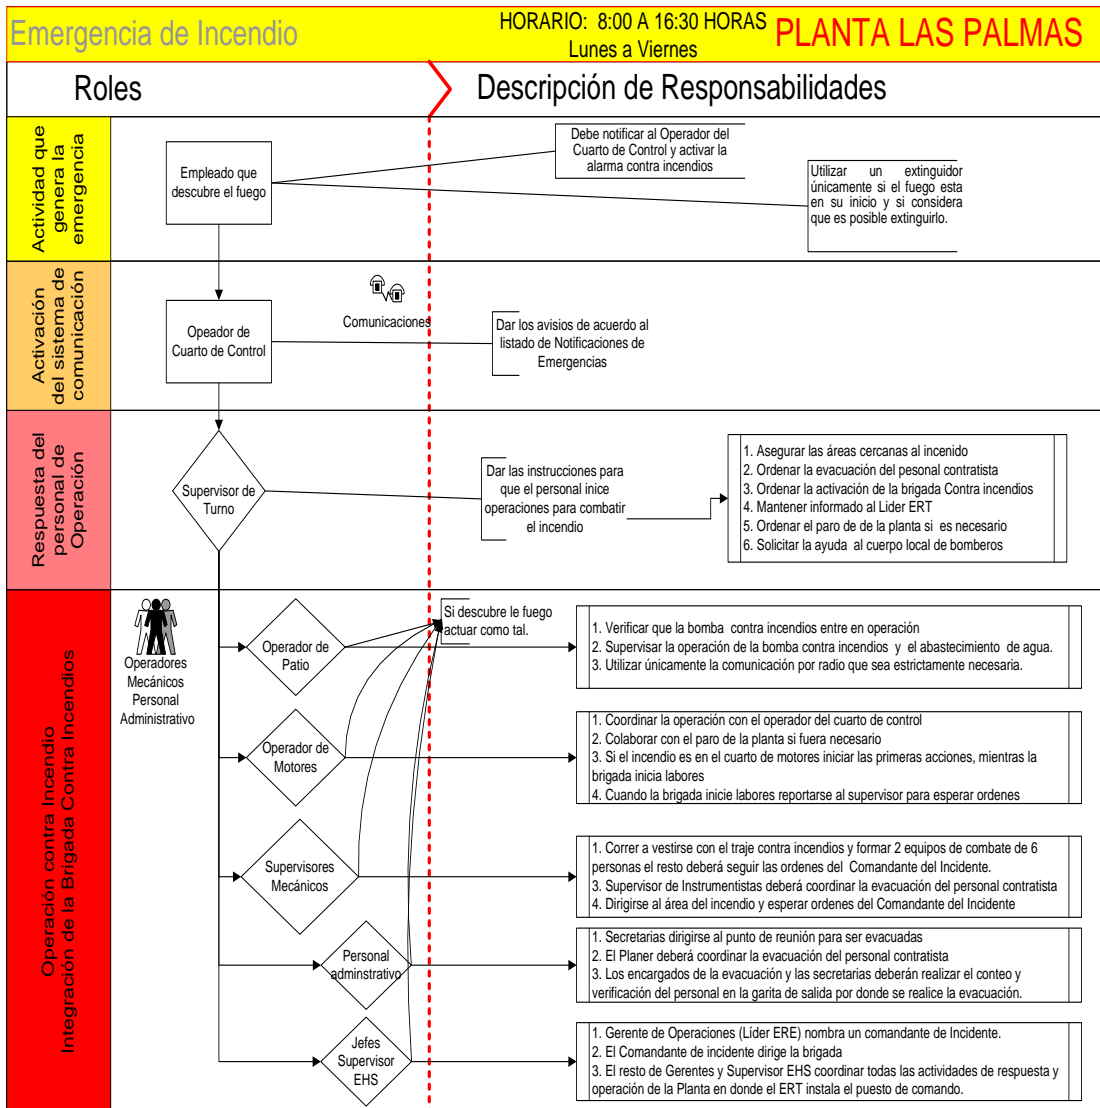 Emergencia de Incendio
HORARIO: 8:00 A 16:30 HORAS
Lunes a Viernes
PLANTA LAS PALMAS
Roles
Descripción de Responsabilidades
Actividad que
genera la
emergencia
Empleado que
descubre el fuego
Debe notificar al Operador del
Cuarto de Control y activar la
alarma contra incendios
Utilizar un extinguidor
únicamente si el fuego esta
en su inicio y si considera
que es posible extinguirlo.
Activación
del sistema de
comunicación
Opeador de
Cuarto de Control
Comunicaciones
Dar los avisios de acuerdo al
listado de Notificaciones de
Emergencias
Respuesta del
personal de
Operación
Supervisor de
Turno
Dar las instrucciones para
que el personal inice
operaciones para combatir
el incendio
1. Asegurar las áreas cercanas al incenido
2. Ordenar la evacuación del pesonal contratista
3. Ordenar la activación de la brigada Contra incendios
4. Mantener informado al Lider ERT
5. Ordenar el paro de de la planta si es necesario
6. Solicitar la ayuda al cuerpo local de bomberos
Operación contra Incendio
Integración de la Brigada Contra Incendios
Operadores
Mecánicos
Personal
Administrativo
Si descubre le fuego
actuar como tal.
Operador de
Patio
1. Verificar que la bomba contra incendios entre en operación
2. Supervisar la operación de la bomba contra incendios y el abastecimiento de agua.
3. Utilizar únicamente la comunicación por radio que sea estrictamente necesaria.
Operador de
Motores
1. Coordinar la operación con el operador del cuarto de control
2. Colaborar con el paro de la planta si fuera necesario
3. Si el incendio es en el cuarto de motores iniciar las primeras acciones, mientras la
brigada inicia labores
4. Cuando la brigada inicie labores reportarse al supervisor para esperar ordenes
Supervisores
Mecánicos
1. Correr a vestirse con el traje contra incendios y formar 2 equipos de combate de 6
personas el resto deberá seguir las ordenes del Comandante del Incidente.
3. Supervisor de Instrumentistas deberá coordinar la evacuación del personal contratista
4. Dirigirse al área del incendio y esperar ordenes del Comandante del Incidente
Personal
adminstrativo
1. Secretarias dirigirse al punto de reunión para ser evacuadas
2. El Planer deberá coordinar la evacuación del personal contratista
3. Los encargados de la evacuación y las secretarias deberán realizar el conteo y
verificación del personal en la garita de salida por donde se realice la evacuación.
Jefes
Supervisor
EHS
1. Gerente de Operaciones (Líder ERE) nombra un comandante de Incidente.
2. El Comandante de incidente dirige la brigada
3. El resto de Gerentes y Supervisor EHS coordinar todas las actividades de respuesta y
operación de la Planta en donde el ERT instala el puesto de comando.